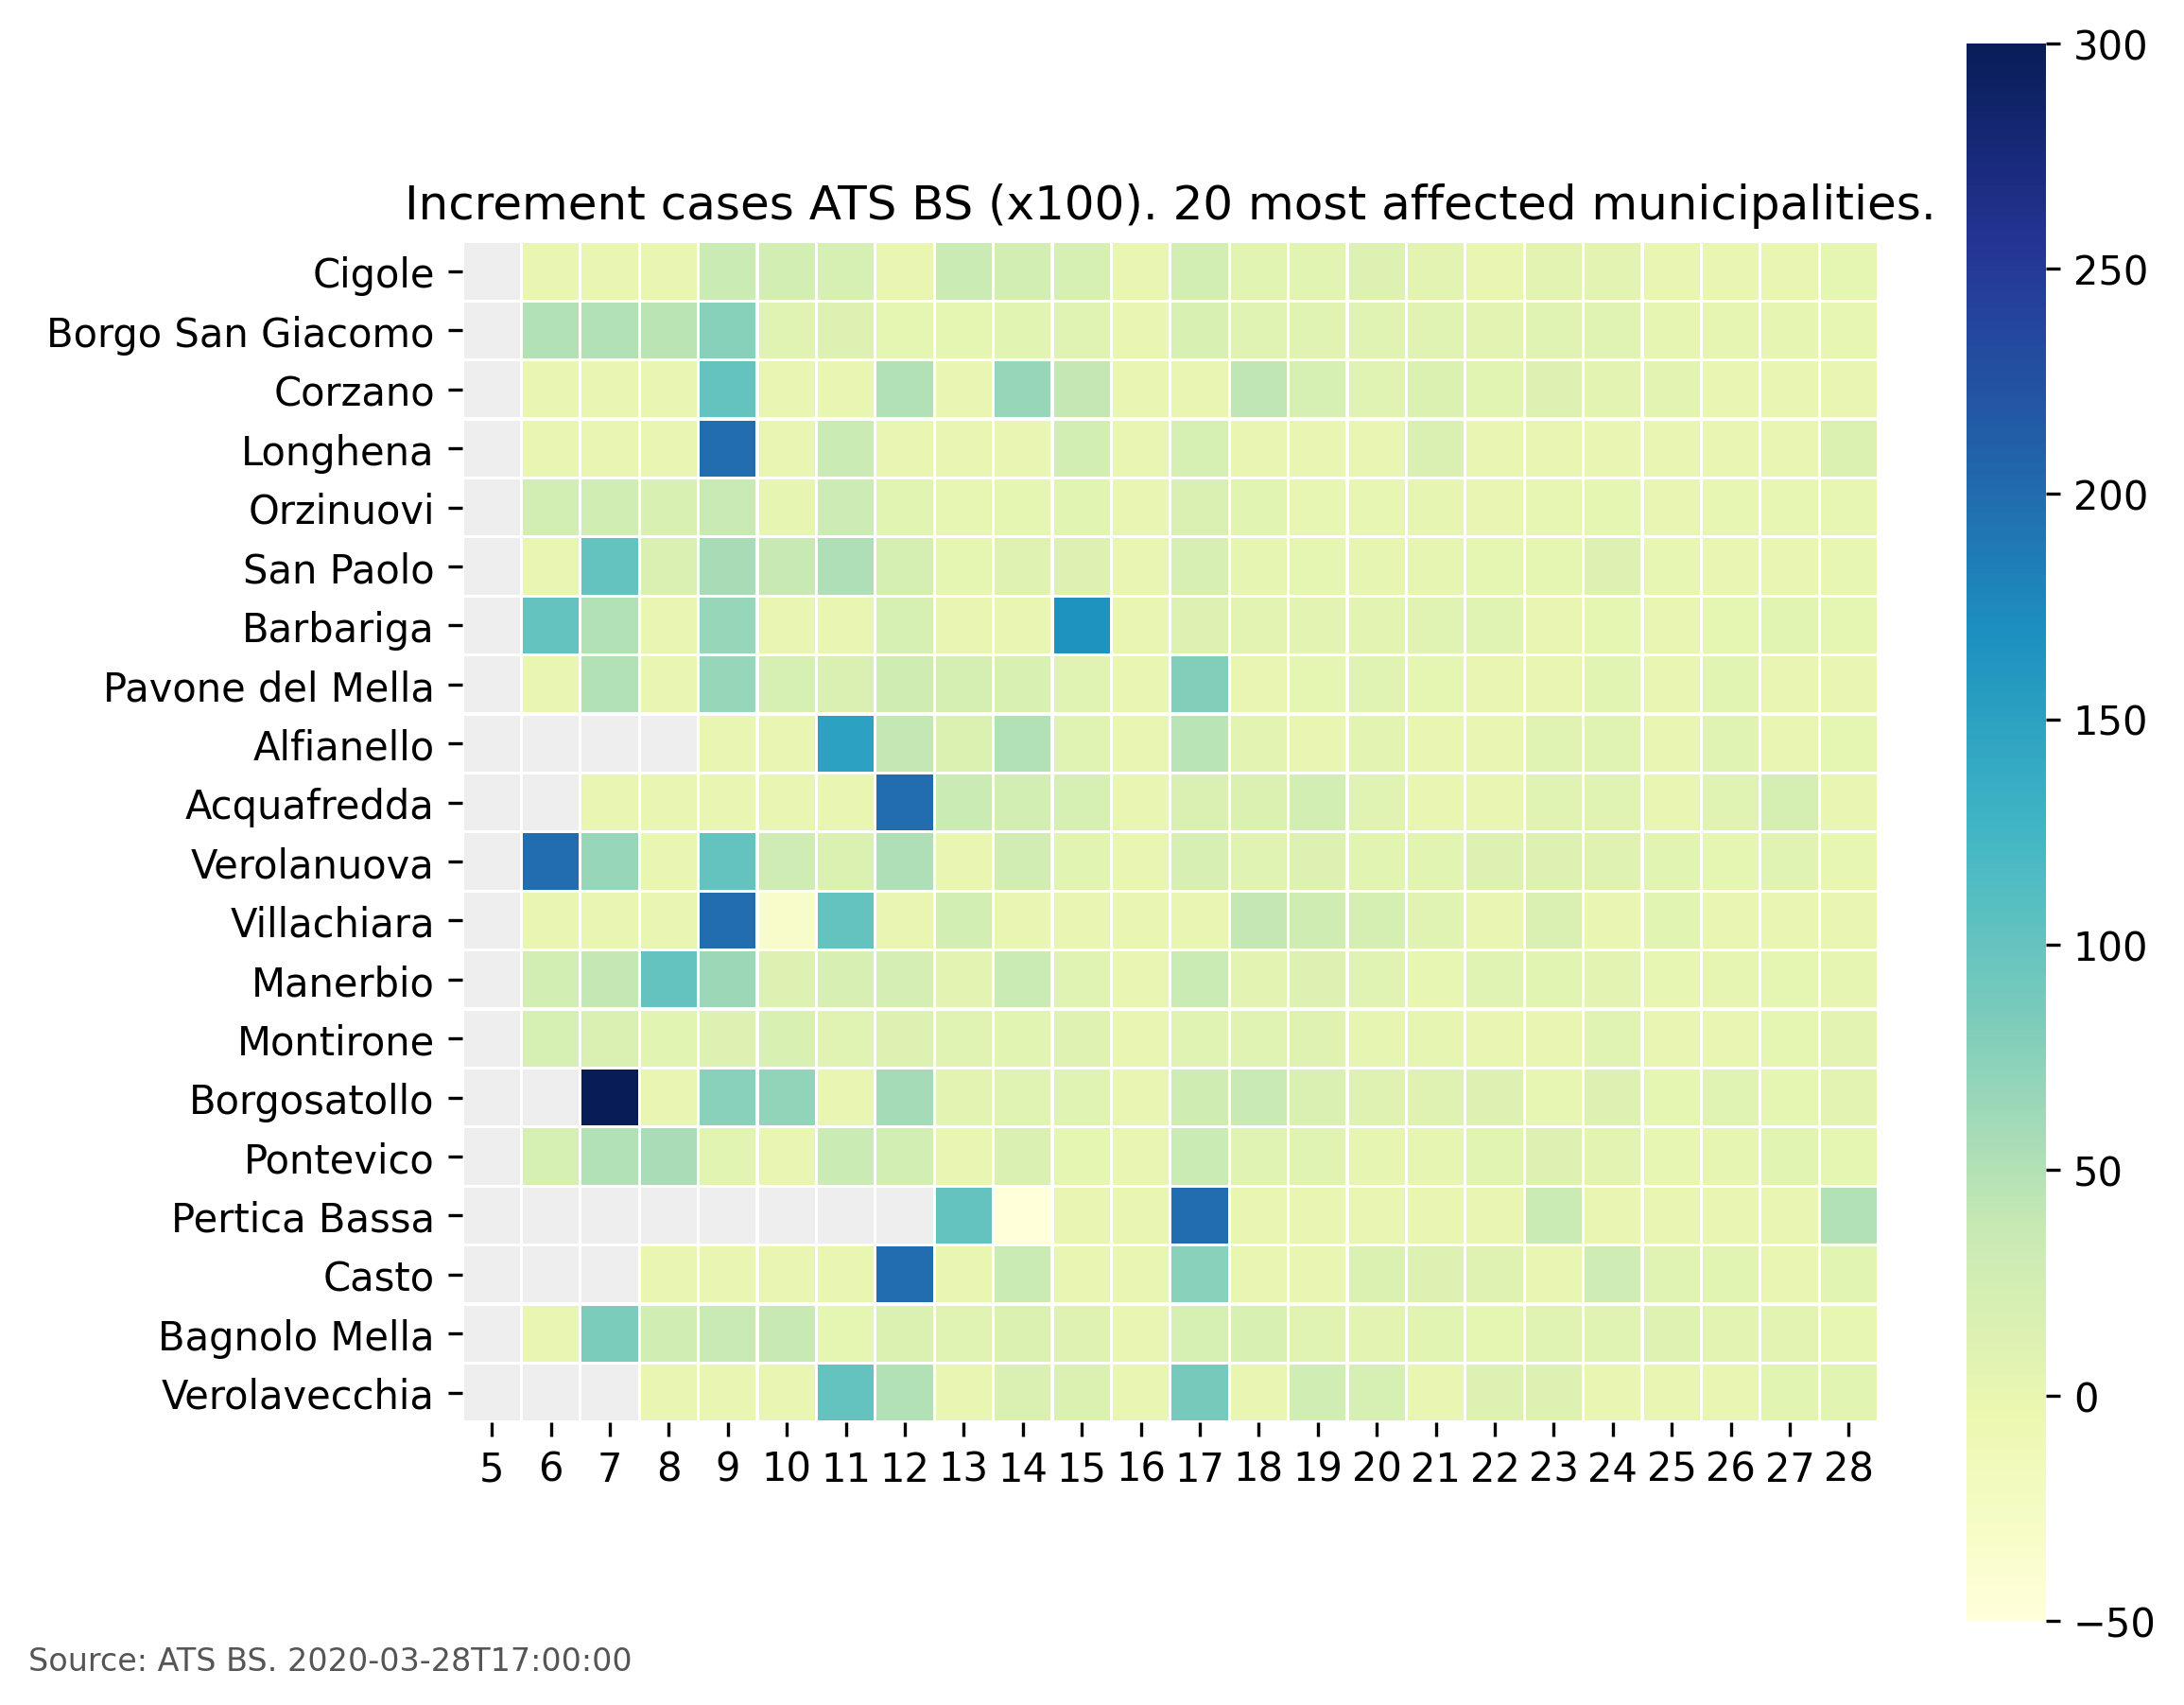 Increment cases ATS BS (x100). 20 most affected municipalities.
Cigole
Borgo San Giacomo
Corzano
Longhena
Orzinuovi
San Paolo
Barbariga
Pavone del Mella
Alfianello
Acquafredda
Verolanuova
Villachiara
Manerbio
Montirone
Borgosatollo
Pontevico
Pertica Bassa
Casto
Bagnolo Mella
Verolavecchia
5 6 7 8 9 10 11 12 13 14 15 16 17 18 19 20 21 22 23 24 25 26 27 28
300
250
200
150
100
50
0
−50
Source: ATS BS. 2020-03-28T17:00:00